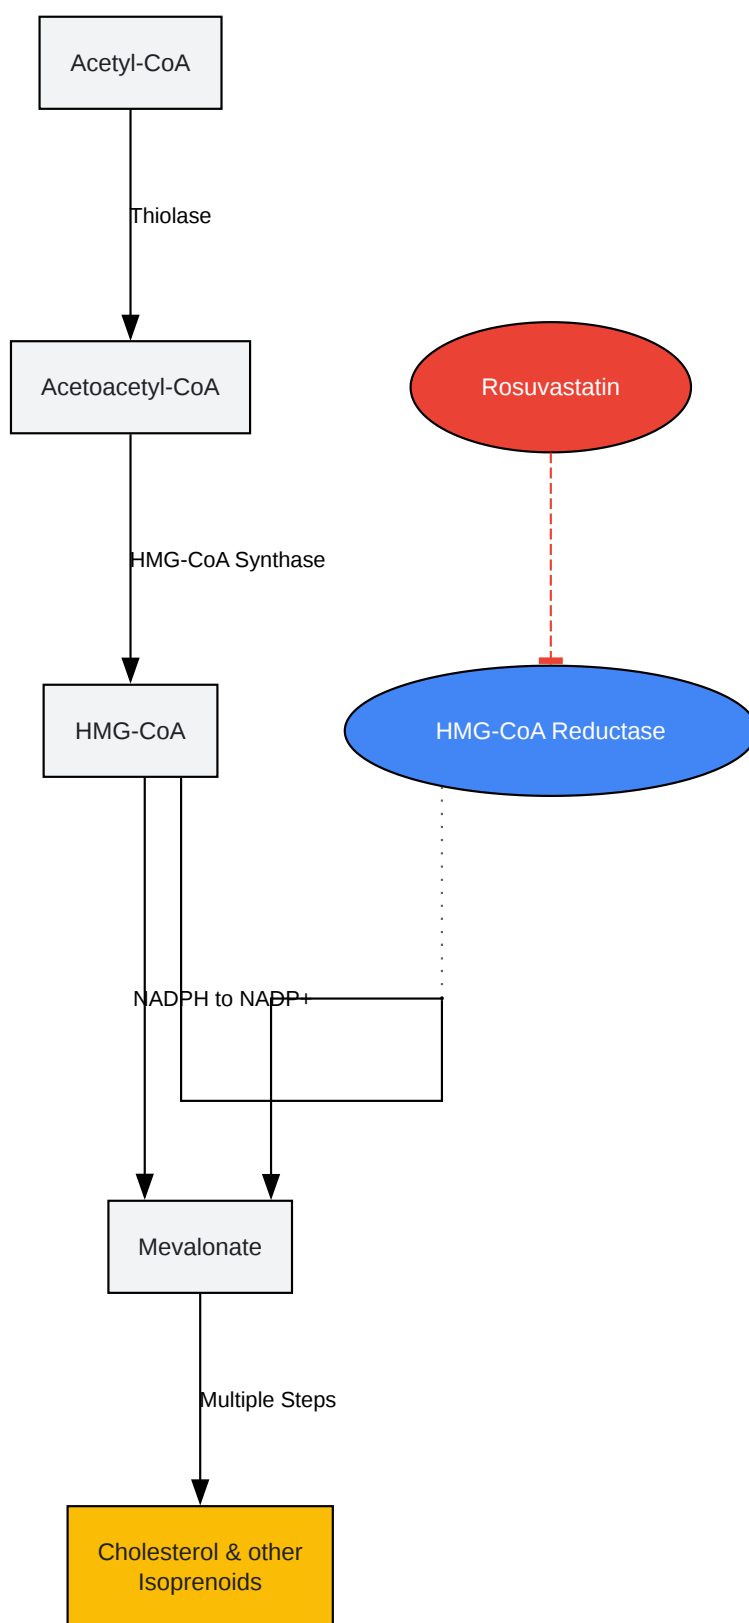 Acetyl-CoA
Thiolase
Acetoacetyl-CoA
Rosuvastatin
HMG-CoA Synthase
HMG-CoA
HMG-CoA Reductase
NADPH to NADP+
Mevalonate
Multiple Steps
Cholesterol & other
Isoprenoids